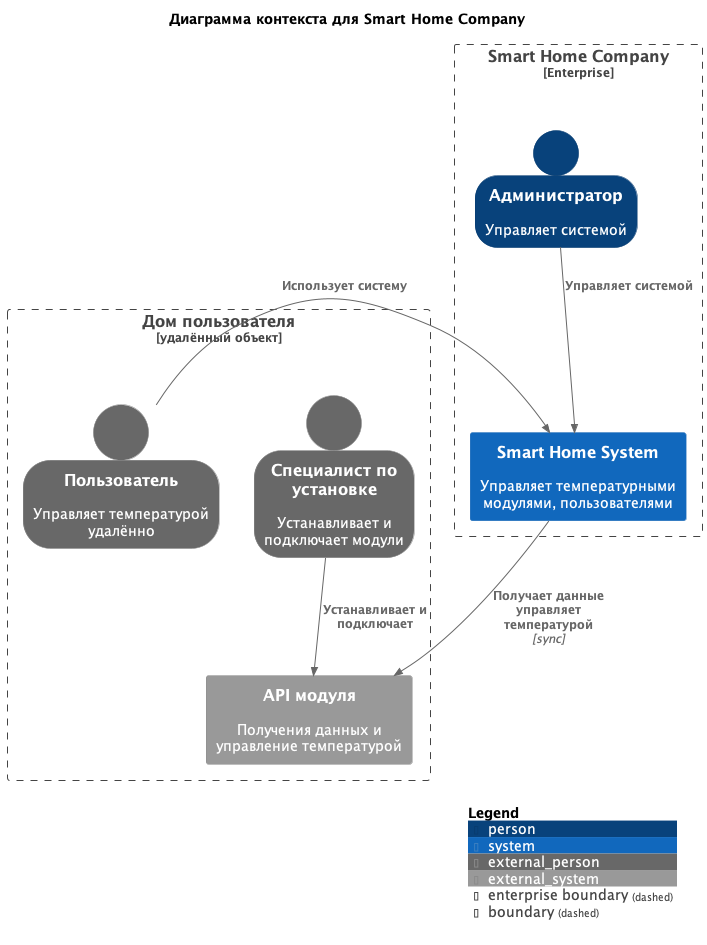 Диаграмма контекста для Smart Home Company
Smart Home Company
[Enterprise]
Администратор
Управляет системой
Использует систему
Управляет системой
Дом пользователя
[удалённый объект]
Пользователь
Управляет температурой
удалённо
Специалист по
установке
Устанавливает и
подключает модули
Smart Home System
Управляет температурными
модулями, пользователями
Устанавливает и
подключает
Получает данные
управляет
температурой
[sync]
API модуля
Получения данных и
управление температурой
Legend
person
system
external_person
external_system
enterprise boundary (dashed)
boundary (dashed)